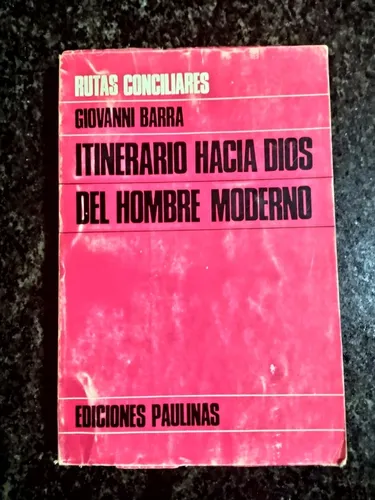 RUTAS CONCILIARES
GIOVANNI BARRA
ITINERARIO HACIA DIOS
DEL HOMBRE MODERNO
EDICIONES PAULINAS